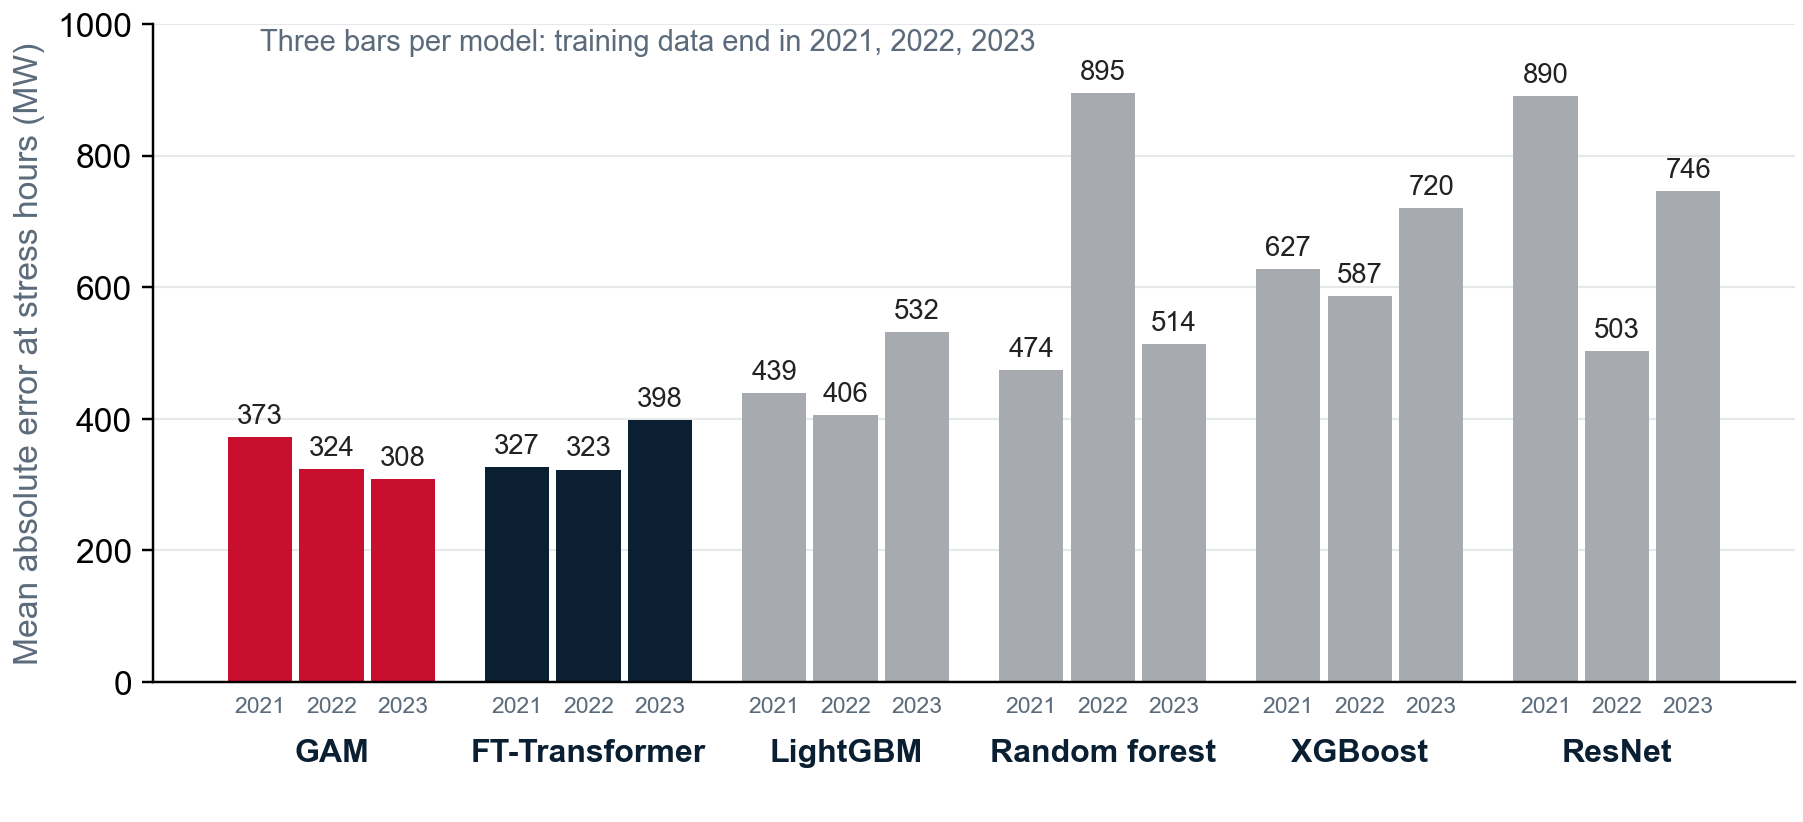 Three bars per model: training data end in 2021, 2022, 2023
Mean absolute error at stress hours (MW)
1000
800
600
400
200
0
373 324 308
327 323 398
439 406 532
474 895 514
627 587 720
890 503 746
2021 2022 2023 2021 2022 2023 2021 2022 2023 2021 2022 2023 2021 2022 2023 2021 2022 2023
GAM FT-Transformer LightGBM Random forest XGBoost ResNet